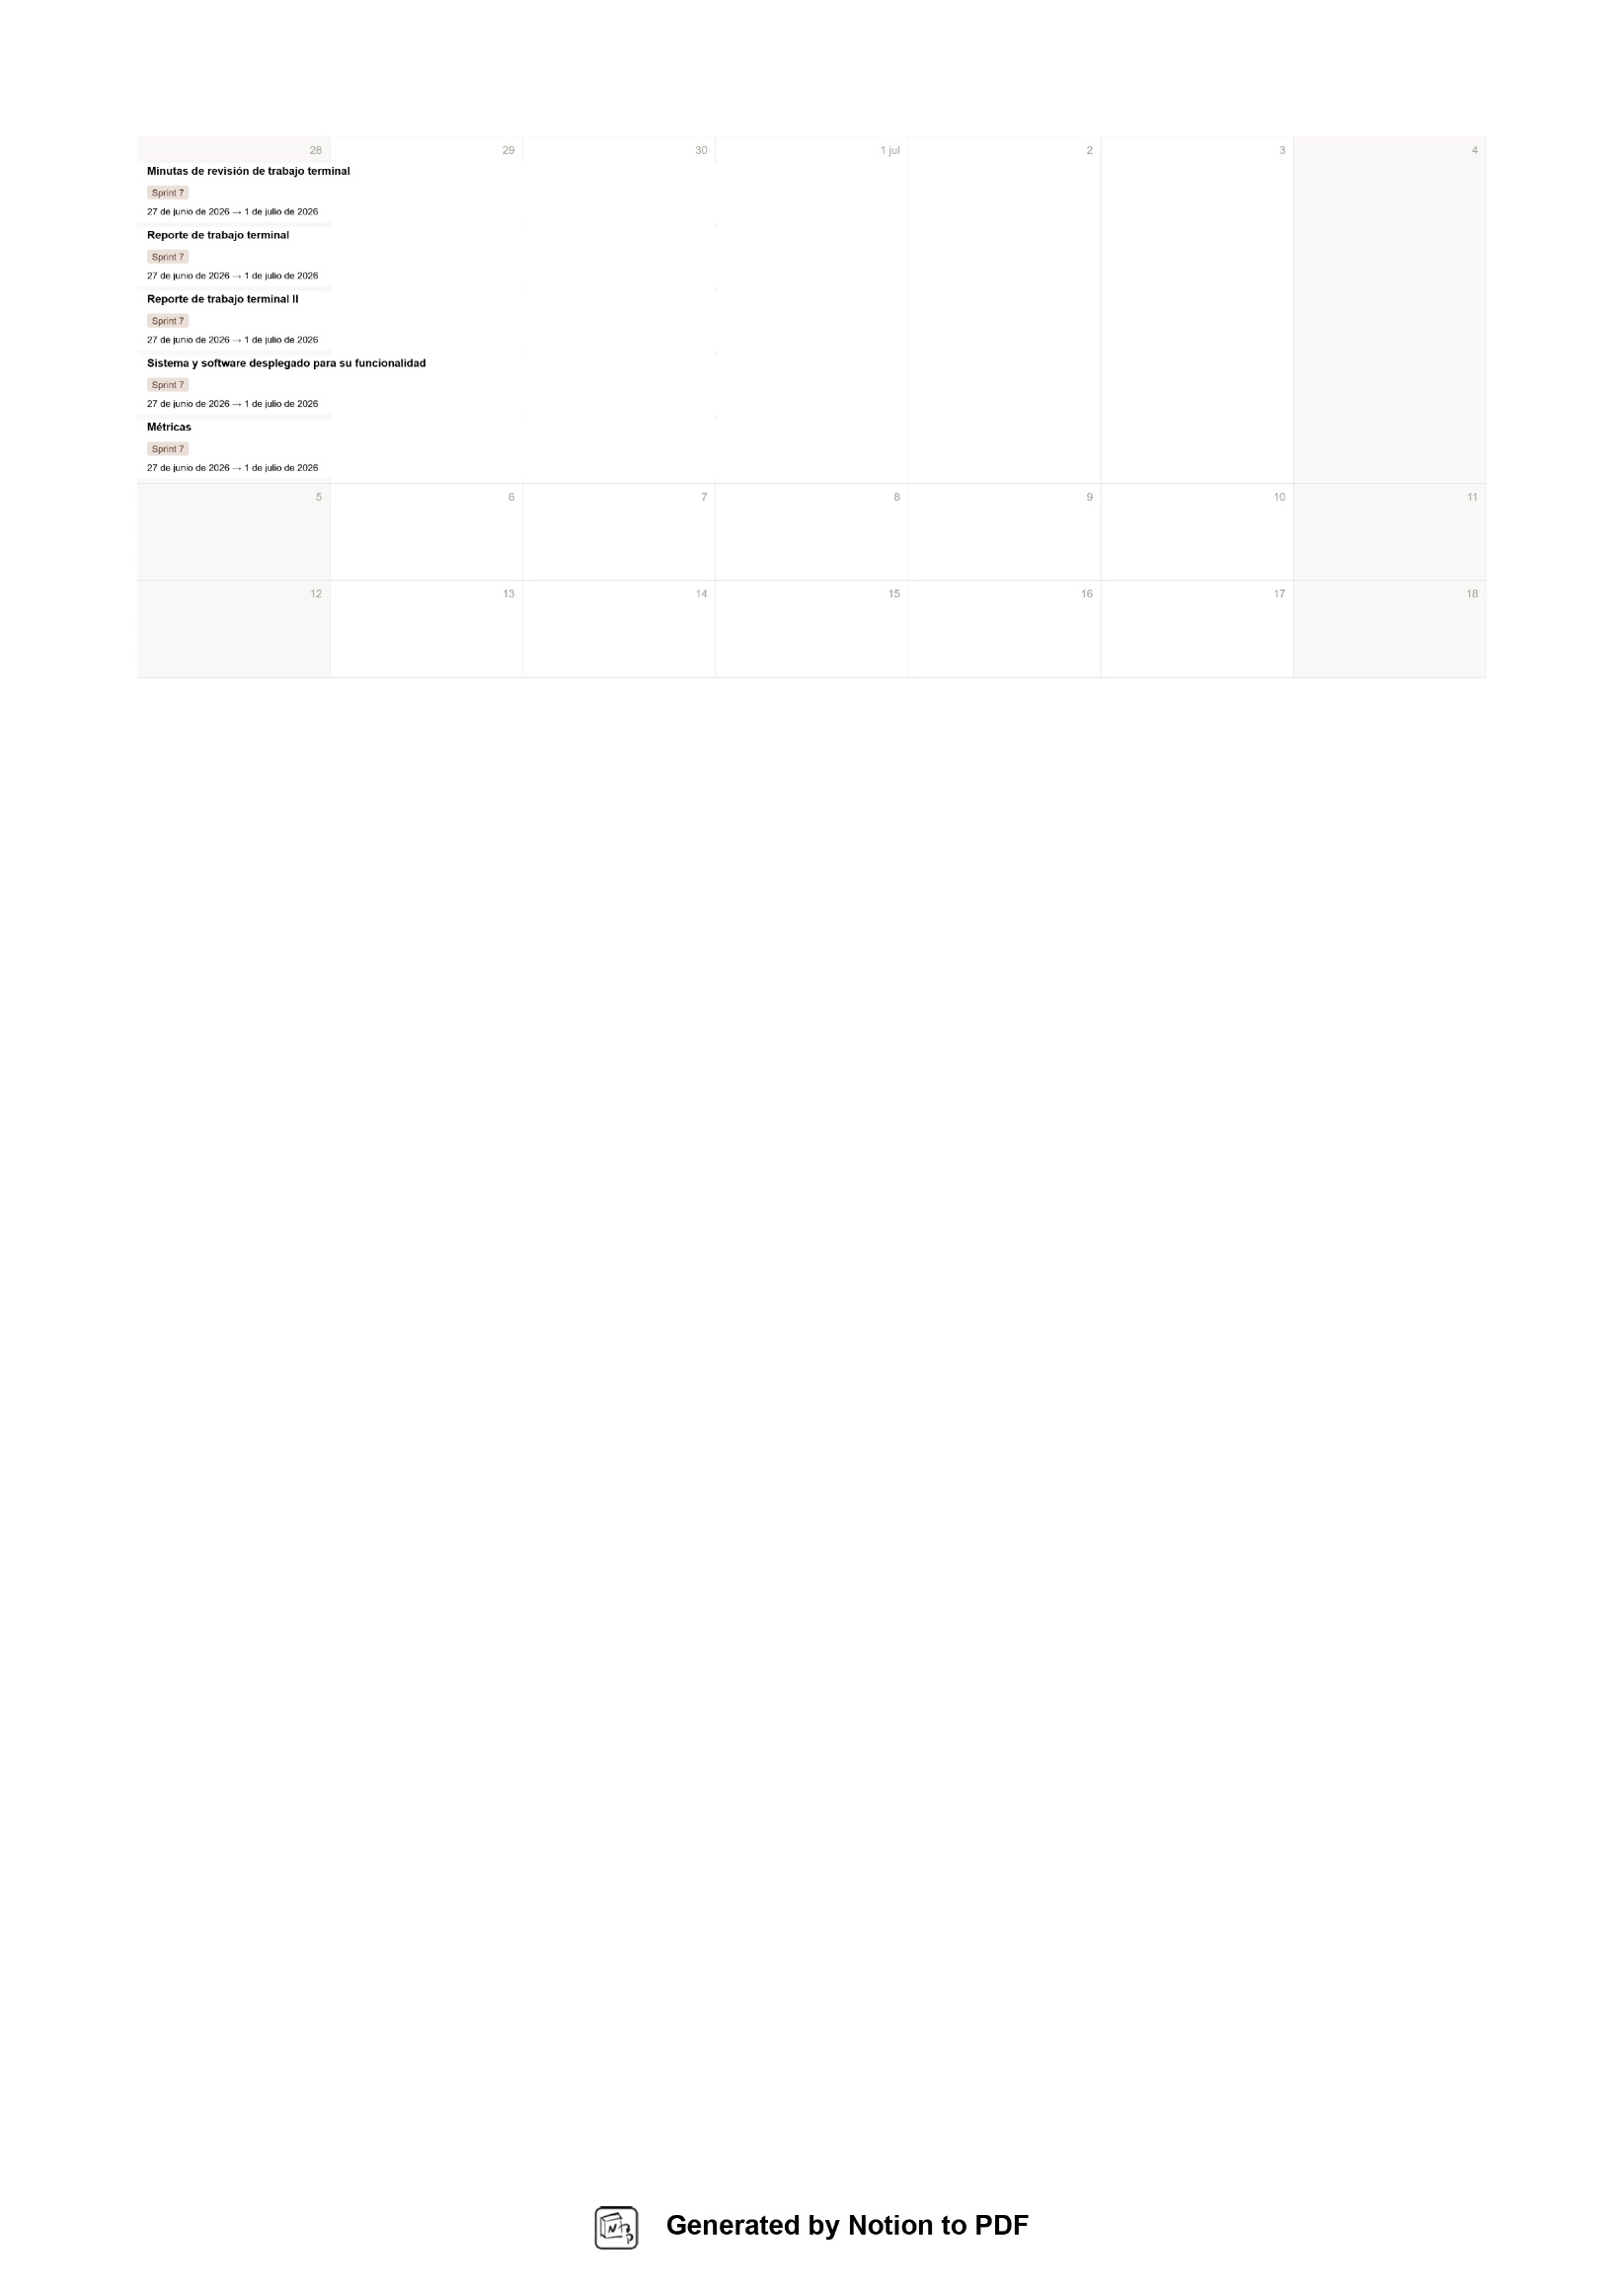 28 29 30 1 jul 2 3 4
Minutas de revisión de trabajo terminal
Sprint 7
27 de junio de 2026 → 1 de julio de 2026
Reporte de trabajo terminal
Sprint 7
27 de junio de 2026 → 1 de julio de 2026
Reporte de trabajo terminal II
Sprint 7
27 de junio de 2026 → 1 de julio de 2026
Sistema y software desplegado para su funcionalidad
Sprint 7
27 de junio de 2026 → 1 de julio de 2026
Métricas
Sprint 7
27 de junio de 2026 → 1 de julio de 2026
5 6 7 8 9 10 11
12 13 14 15 16 17 18
Generated by Notion to PDF